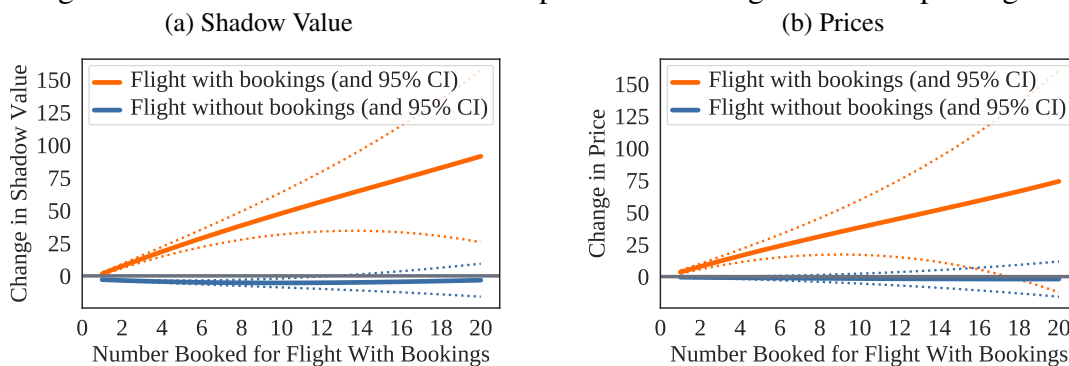 (a) Shadow Value
Change in Shadow Value
150
125
100
75
50
25
0
Flight with bookings (and 95% CI)
Flight without bookings (and 95% CI)
0 2 4 6 8 10 12 14 16 18 20
Number Booked for Flight With Bookings
(b) Prices
Change in Price
150
125
100
75
50
25
0
Flight with bookings (and 95% CI)
Flight without bookings (and 95% CI)
0 2 4 6 8 10 12 14 16 18 20
Number Booked for Flight With Bookings